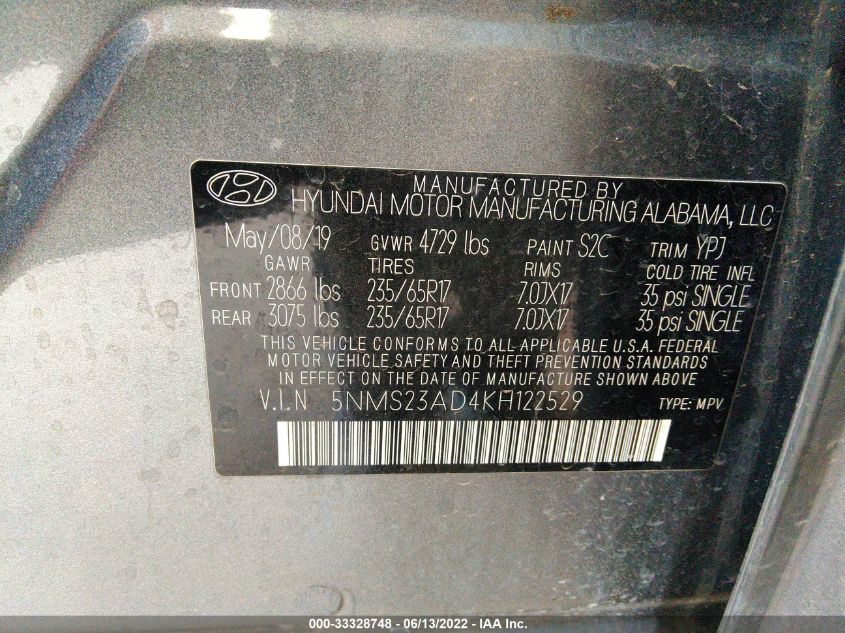 MANUFACTURED BY
HYUNDAI MOTOR MANUFACTURING ALABAMA, LLC
May/08/19 GVWR 4729 lbs PAINT S2C TRIM YPJ
GAWR TIRES RIMS COLD TIRE INFL
FRONT 2866 lbs 235/65R17 7.0JX17 35 psi SINGLE
REAR 3075 lbs 235/65R17 7.0JX17 35 psi SINGLE
THIS VEHICLE CONFORMS TO ALL APPLICABLE U.S.A. FEDERAL
MOTOR VEHICLE SAFETY AND THEFT PREVENTION STANDARDS
IN EFFECT ON THE DATE OF MANUFACTURE SHOWN ABOVE.
V.I.N 5NMS23AD4KH122529 TYPE: MPV
000-33328748 - 06/13/2022 - IAA Inc.